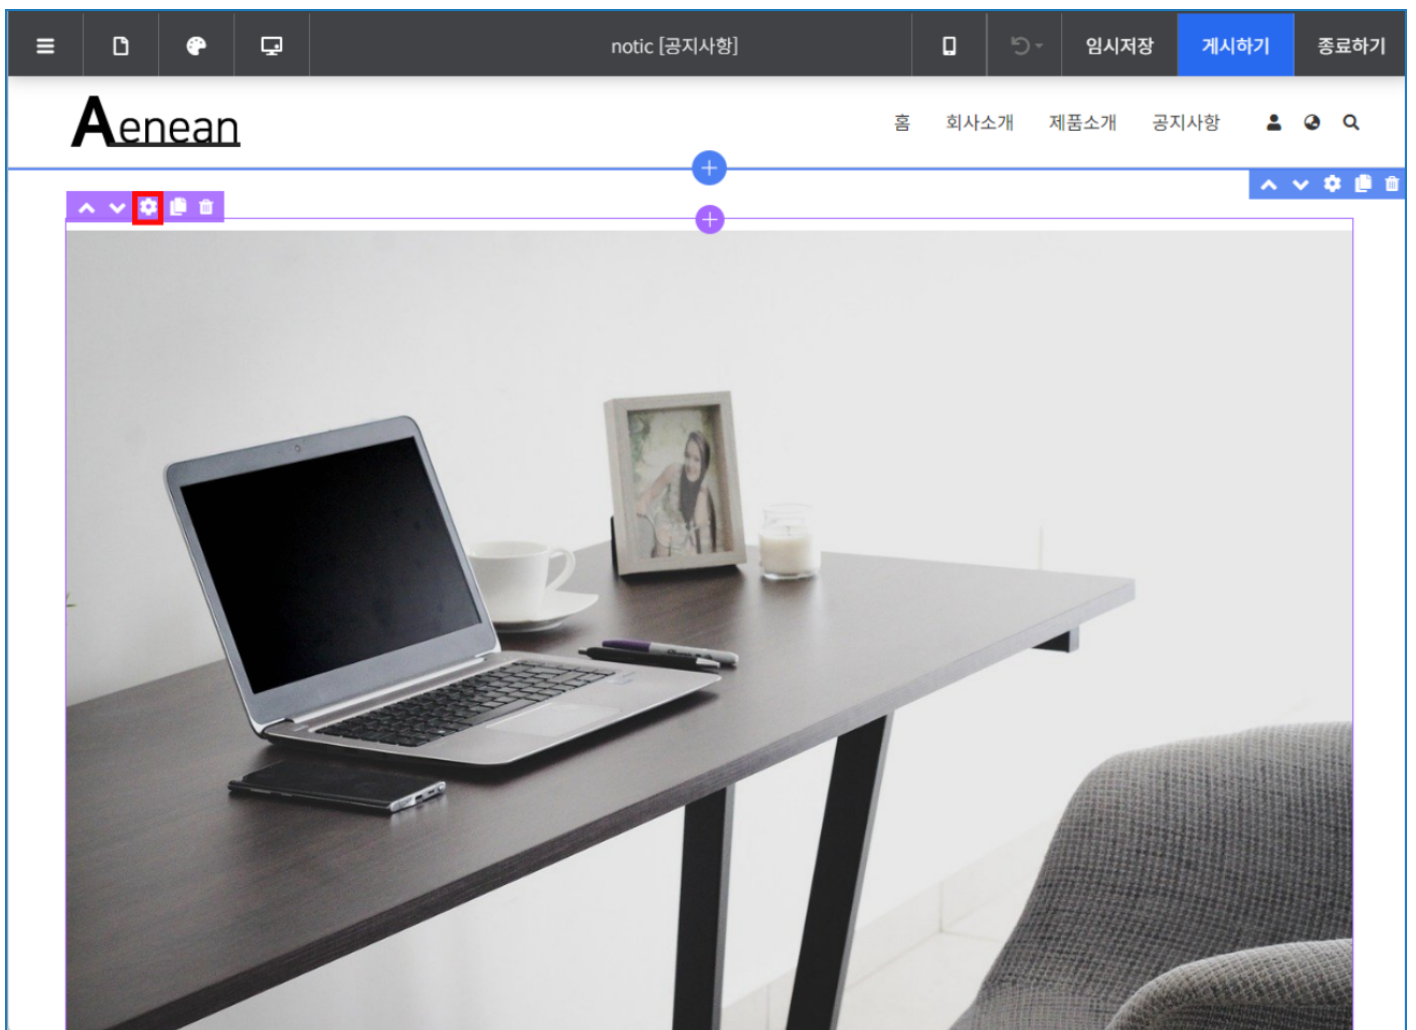 notic [공지사항]
임시저장
게시하기
종료하기
Aenean
홈
회사소개
제품소개
공지사항